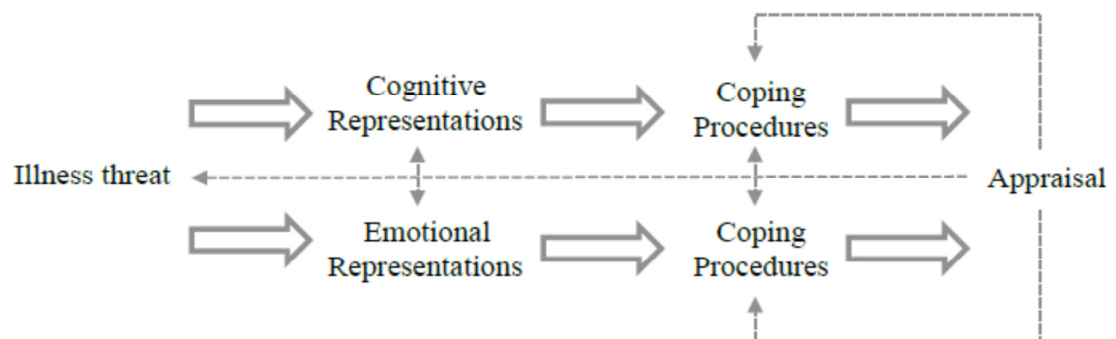 Cognitive
Representations
Coping
Procedures
Illness threat
Appraisal
Emotional
Representations
Coping
Procedures